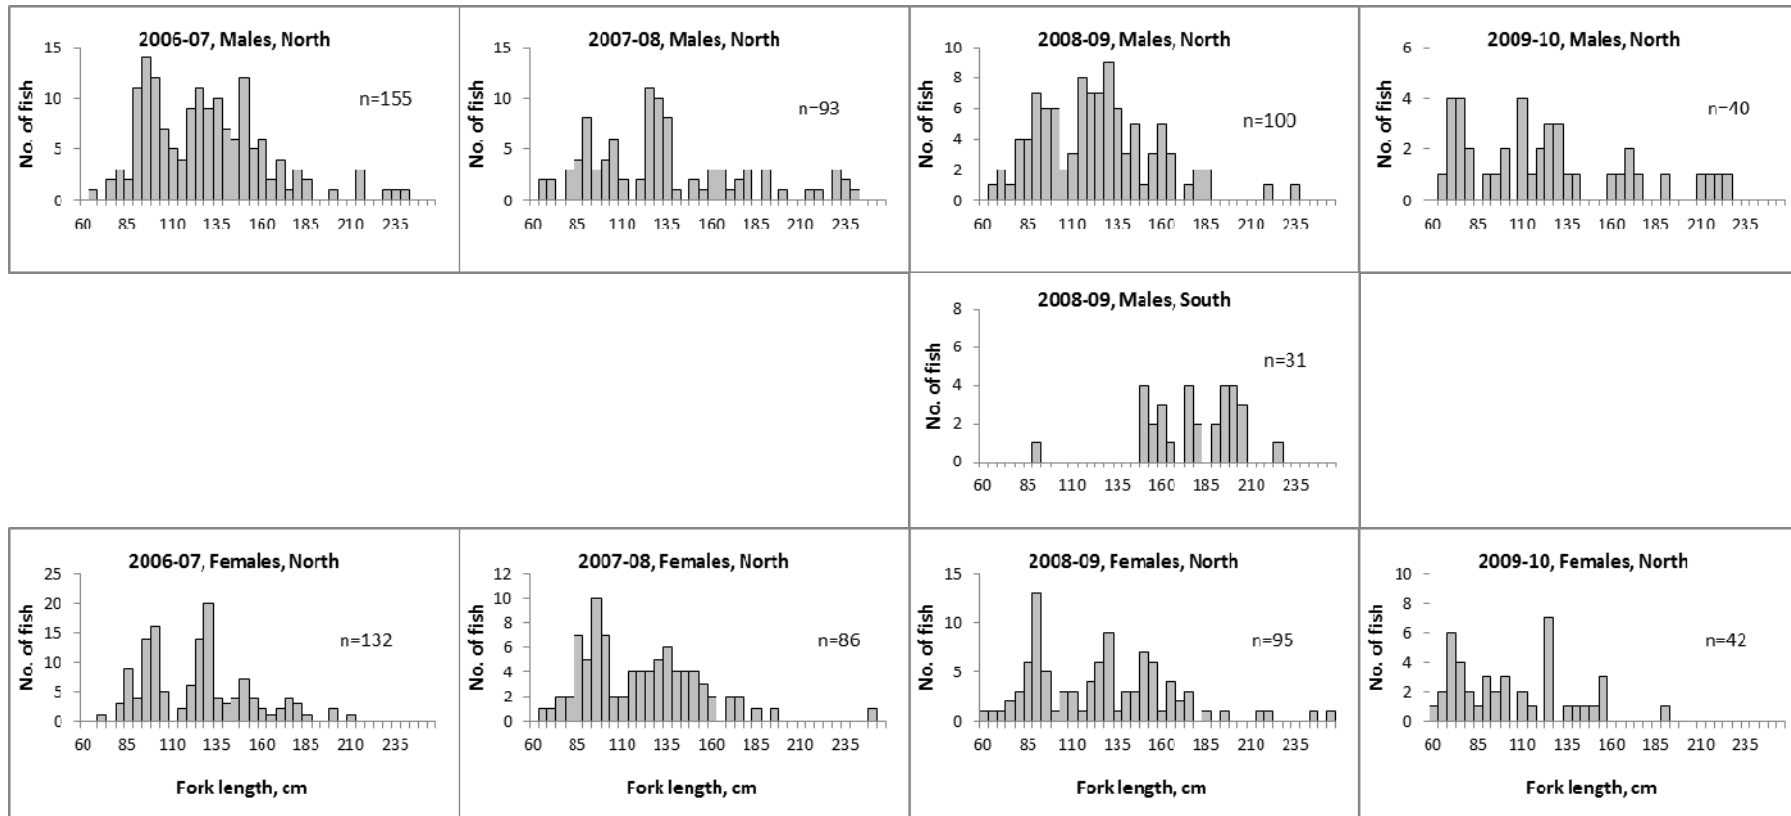 2006-07, Males, North
No. of fish
15
10
5
0
n=155
60 85 110 135 160 185 210 235
2007-08, Males, North
No. of fish
15
10
5
0
n=93
60 85 110 135 160 185 210 235
2008-09, Males, North
No. of fish
10
8
6
4
2
0
n=100
60 85 110 135 160 185 210 235
2009-10, Males, North
No. of fish
6
4
2
0
n=40
60 85 110 135 160 185 210 235
2008-09, Males, South
No. of fish
8
6
4
2
0
n=31
60 85 110 135 160 185 210 235
2006-07, Females, North
No. of fish
25
20
15
10
5
0
n=132
60 85 110 135 160 185 210 235
Fork length, cm
2007-08, Females, North
No. of fish
12
10
8
6
4
2
0
n=86
60 85 110 135 160 185 210 235
Fork length, cm
2008-09, Females, North
No. of fish
15
10
5
0
n=95
60 85 110 135 160 185 210 235
Fork length, cm
2009-10, Females, North
No. of fish
10
8
6
4
2
0
n=42
60 85 110 135 160 185 210 235
Fork length, cm